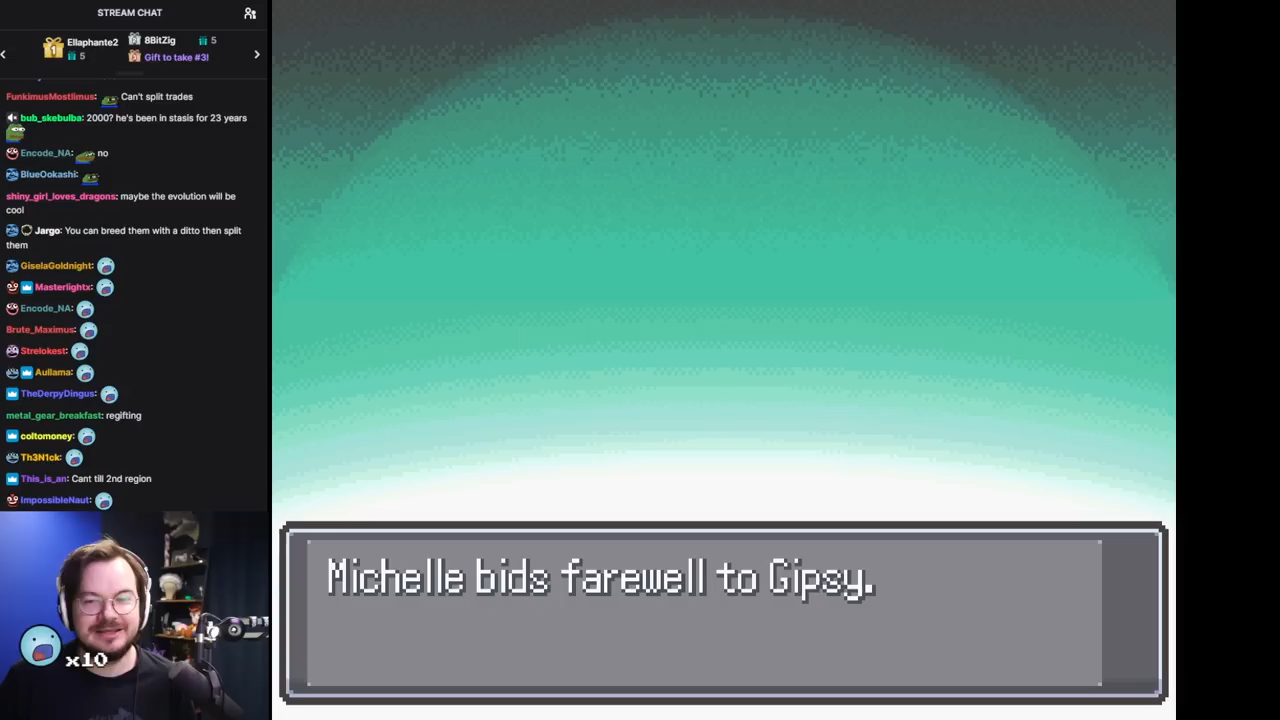 STREAM CHAT
Ellaphante2
5
8BitZig
5
Gift to take #3!
FunkimusMostlimus: Can't split trades
bub_skebulba: 2000? he's been in stasis for 23 years
Encode_NA: no
BlueOokashi:
shiny_girl_loves_dragons: maybe the evolution will be
cool
Jargo: You can breed them with a ditto then split
them
GiselaGoldnight:
Masterlightx:
Encode_NA:
Brute_Maximus:
Strelokest:
Aullama:
TheDerpyDingus:
metal_gear_breakfast: regifting
coltomoney:
Th3N1ck:
This_is_an: Cant till 2nd region
ImpossibleNaut:
x10
Michelle bids farewell to Gipsy.